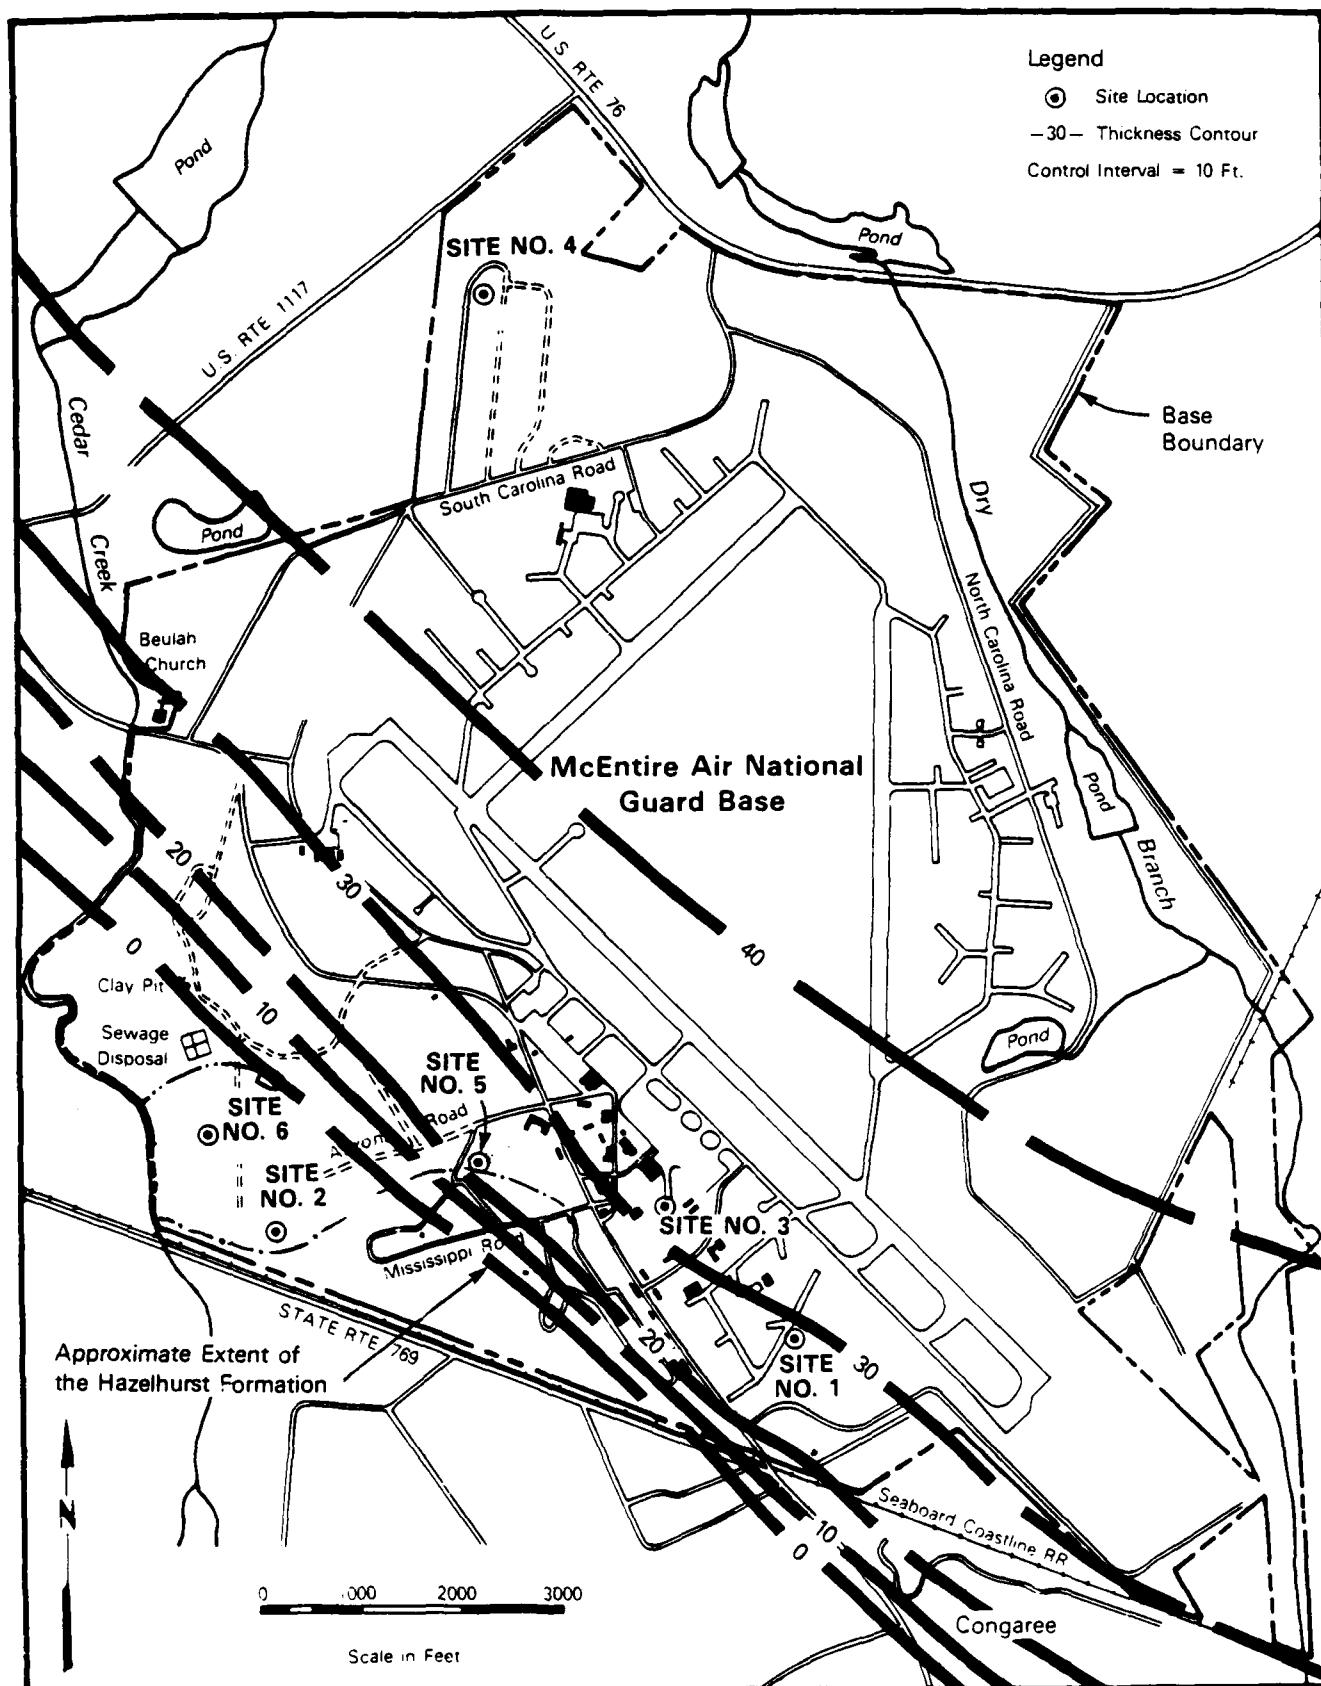 Legend
Site Location
-30- Thickness Contour
Control Interval = 10 Ft.
U.S. RTE 76
Pond
Pond
SITE NO. 4
U.S. RTE 1117
Base
Boundary
Cedar
Creek
Dry
Branch
South Carolina Road
Pond
North Carolina Road
Beulah
Church
McEntire Air National
Guard Base
Pond
20
30
40
0
10
Clay Pit
Sewage
Disposal
Pond
SITE
NO. 5
SITE
NO. 6
Road
SITE
NO. 2
SITE NO. 3
Mississippi Road
STATE RTE 769
20
30
SITE
NO. 1
Approximate Extent of
the Hazelhurst Formation
N
Seaboard Coastline RR
10
0
Congaree
0 000 2000 3000
Scale in Feet